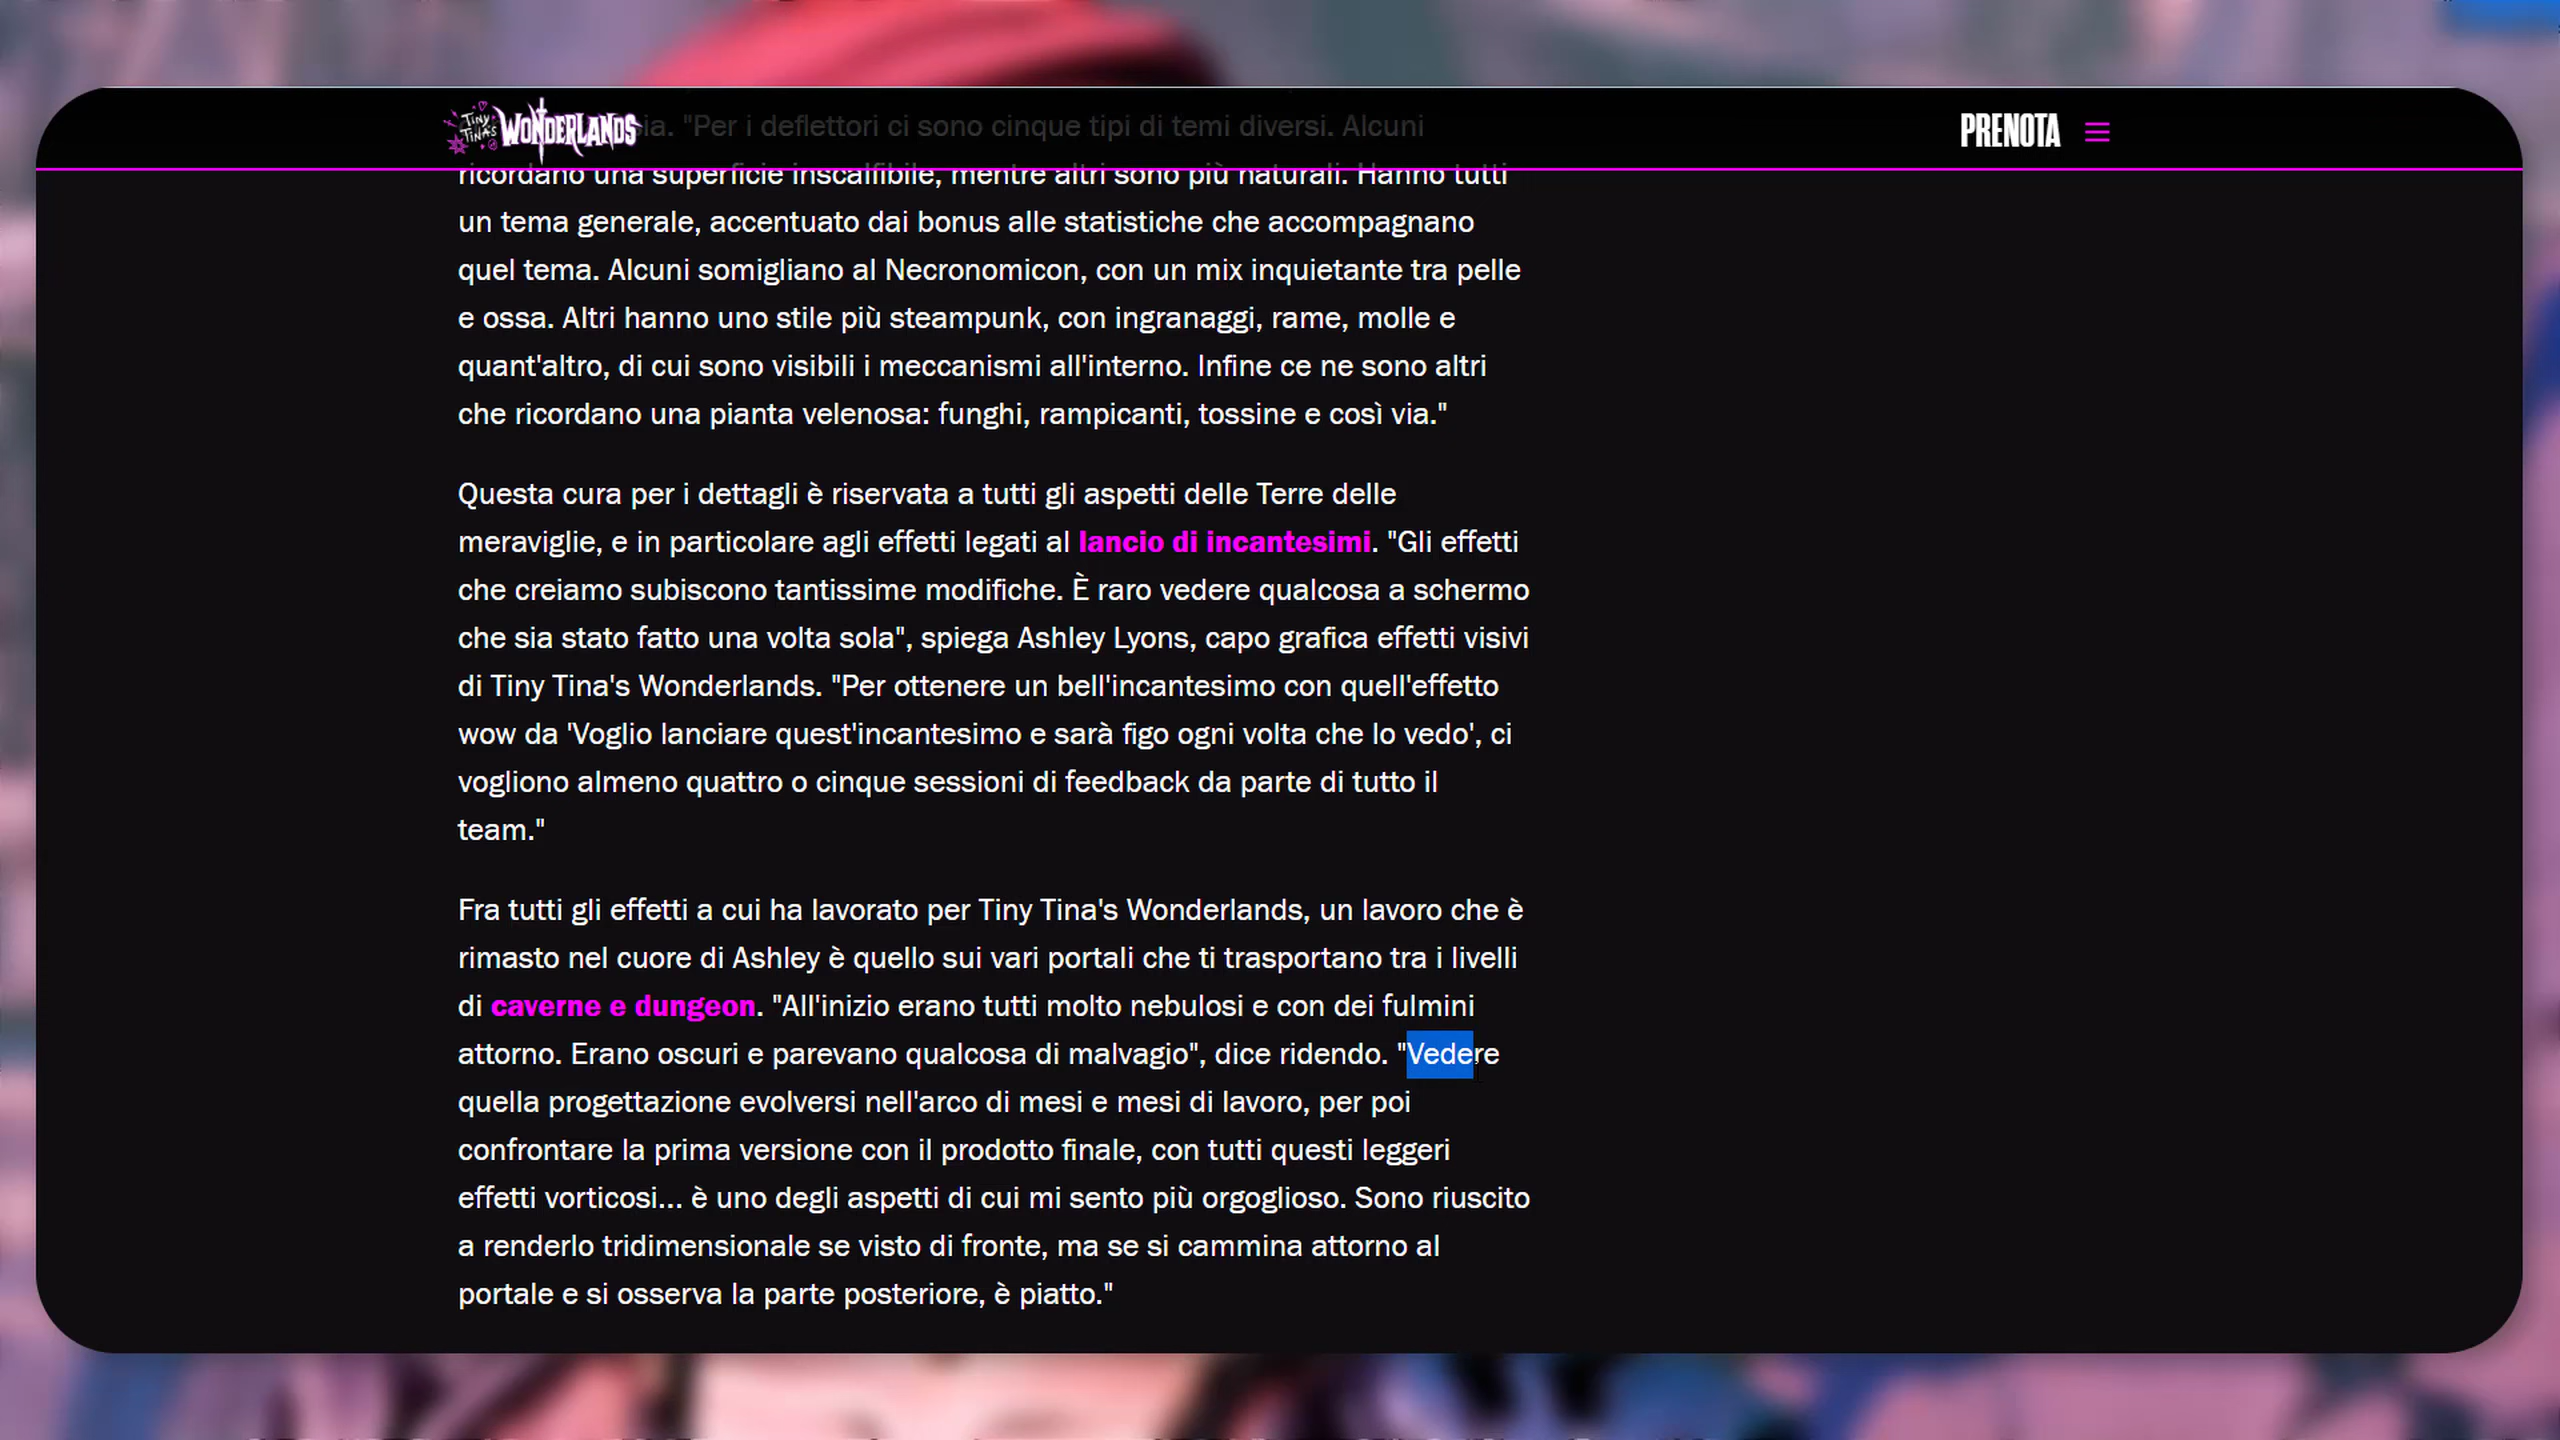 TINY TINA'S WONDERLANDS
PRENOTA
ia. "Per i deflettori ci sono cinque tipi di temi diversi. Alcuni
ricordano una superficie inscalfibile, mentre altri sono più naturali. Hanno tutti
un tema generale, accentuato dai bonus alle statistiche che accompagnano
quel tema. Alcuni somigliano al Necronomicon, con un mix inquietante tra pelle
e ossa. Altri hanno uno stile più steampunk, con ingranaggi, rame, molle e
quant'altro, di cui sono visibili i meccanismi all'interno. Infine ce ne sono altri
che ricordano una pianta velenosa: funghi, rampicanti, tossine e così via."
Questa cura per i dettagli è riservata a tutti gli aspetti delle Terre delle
meraviglie, e in particolare agli effetti legati al lancio di incantesimi. "Gli effetti
che creiamo subiscono tantissime modifiche. È raro vedere qualcosa a schermo
che sia stato fatto una volta sola", spiega Ashley Lyons, capo grafica effetti visivi
di Tiny Tina's Wonderlands. "Per ottenere un bell'incantesimo con quell'effetto
wow da 'Voglio lanciare quest'incantesimo e sarà figo ogni volta che lo vedo', ci
vogliono almeno quattro o cinque sessioni di feedback da parte di tutto il
team."
Fra tutti gli effetti a cui ha lavorato per Tiny Tina's Wonderlands, un lavoro che è
rimasto nel cuore di Ashley è quello sui vari portali che ti trasportano tra i livelli
di caverne e dungeon. "All'inizio erano tutti molto nebulosi e con dei fulmini
attorno. Erano oscuri e parevano qualcosa di malvagio", dice ridendo. "Vedere
quella progettazione evolversi nell'arco di mesi e mesi di lavoro, per poi
confrontare la prima versione con il prodotto finale, con tutti questi leggeri
effetti vorticosi... è uno degli aspetti di cui mi sento più orgoglioso. Sono riuscito
a renderlo tridimensionale se visto di fronte, ma se si cammina attorno al
portale e si osserva la parte posteriore, è piatto."